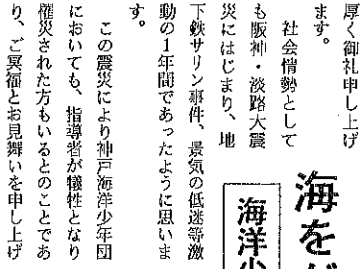 厚く御礼申し上げ
ます。
社会情勢として
も阪神・淡路大震
災にはじまり、地
下鉄サリン事件、景気の低迷等激
動の1年間であったように思いま
す。
この震災により神戸海洋少年団
においても、指導者が犠牲となり
罹災された方もいるとのことであ
り、ご冥福とお見舞いを申し上げ
海を
海洋少